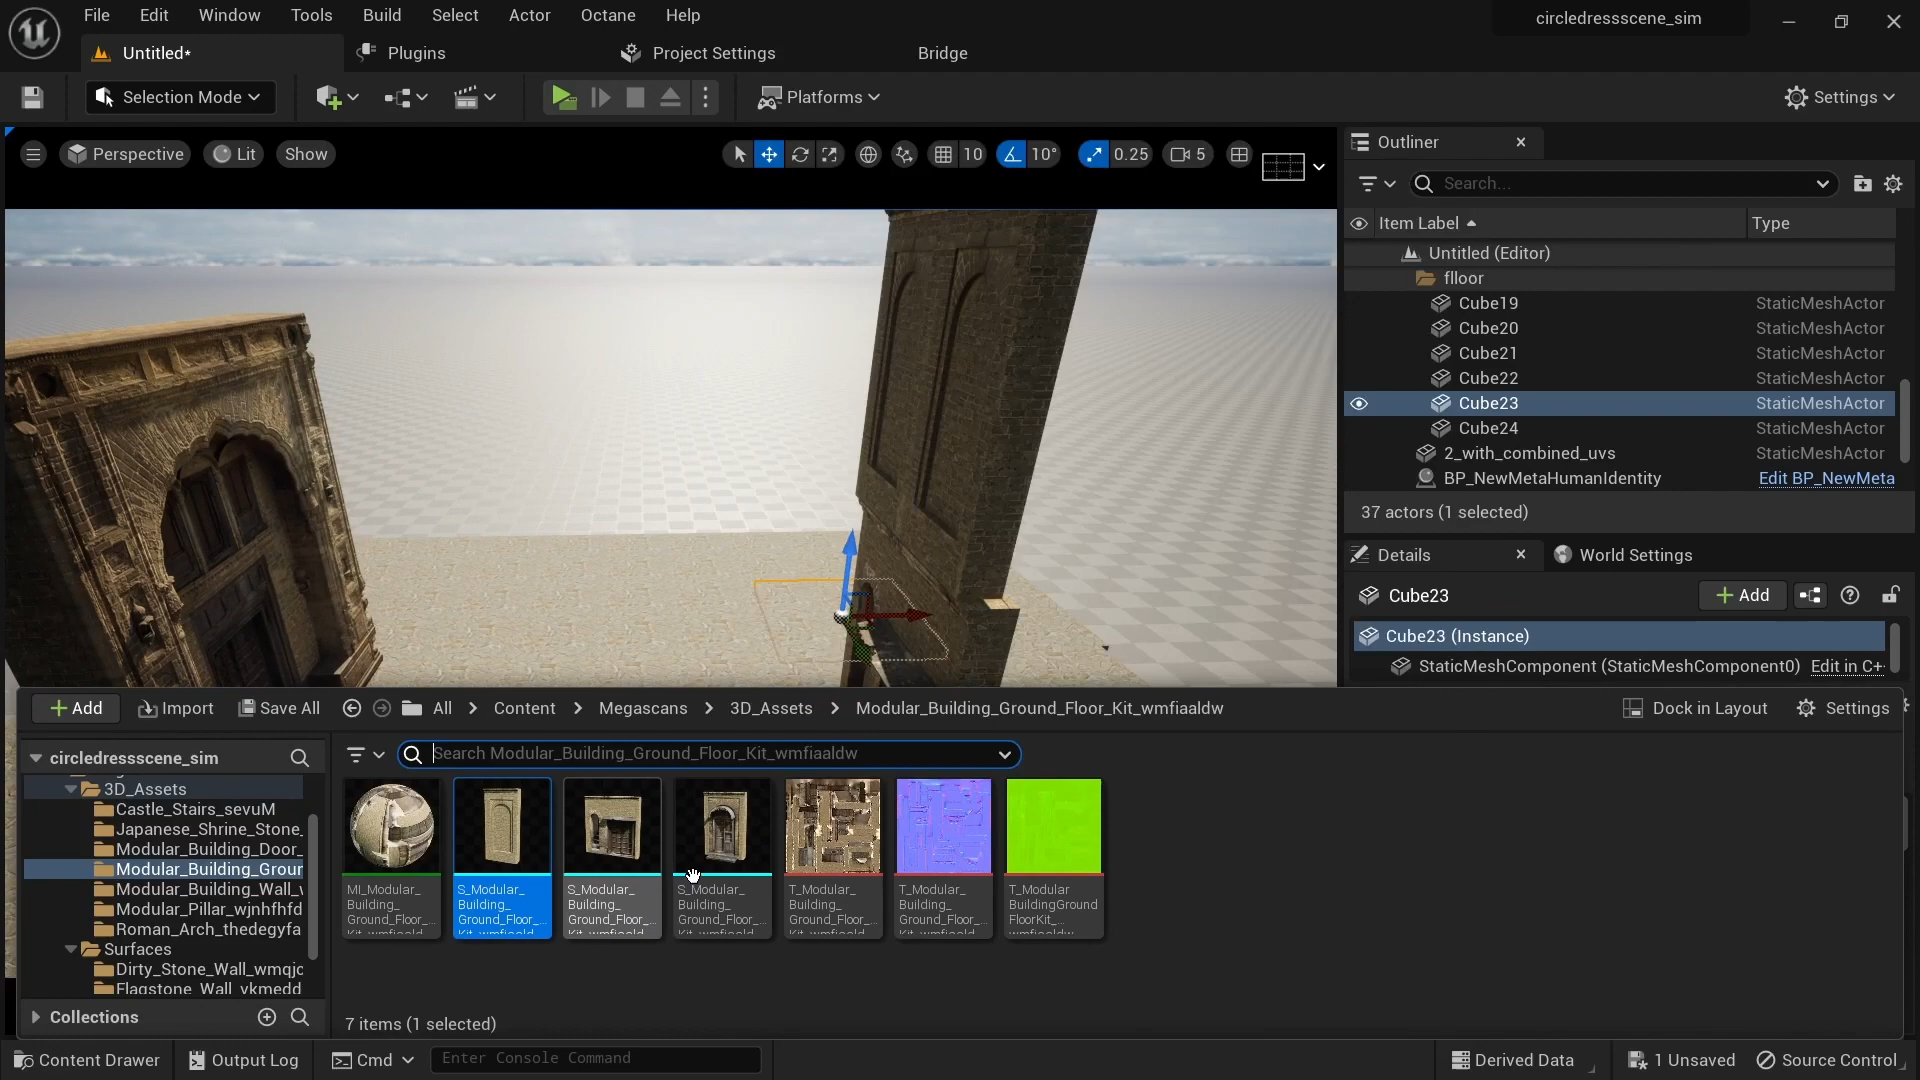 File Edit Window Tools Build Select Actor Octane Help
circledressscene_sim
Untitled* Plugins Project Settings Bridge
Selection Mode Platforms Settings
Perspective Lit Show 10 10° 0.25 5
Outliner
Search...
Item Label Type
Untitled (Editor)
flloor
Cube19 StaticMeshActor
Cube20 StaticMeshActor
Cube21 StaticMeshActor
Cube22 StaticMeshActor
Cube23 StaticMeshActor
Cube24 StaticMeshActor
2_with_combined_uvs StaticMeshActor
BP_NewMetaHumanIdentity Edit BP_NewMeta
37 actors (1 selected)
Details World Settings
Cube23 + Add
Cube23 (Instance)
StaticMeshComponent (StaticMeshComponent0) Edit in C+
+ Add Import Save All All > Content > Megascans > 3D_Assets > Modular_Building_Ground_Floor_Kit_wmfiaaldw Dock in Layout Settings
circledressscene_sim
Search Modular_Building_Ground_Floor_Kit_wmfiaaldw
3D_Assets
Castle_Stairs_sevuM
Japanese_Shrine_Stone_
Modular_Building_Door_
Modular_Building_Grour
Modular_Building_Wall_
Modular_Pillar_wjnhfhfd
Roman_Arch_thedegyfa
Surfaces
Dirty_Stone_Wall_wmqjc
Flagstone_Wall_vkmedd
Collections
MI_Modular_
Building_
Ground_Floor_
S_Modular_
Building_
Ground_Floor_...
S_Modular_
Building_
Ground_Floor_...
S_Modular_
Building_
Ground_Floor_...
T_Modular_
Building_
Ground_Floor_...
T_Modular_
Building_
Ground_Floor_...
T_Modular
BuildingGround
FloorKit_...
7 items (1 selected)
Content Drawer Output Log Cmd Enter Console Command Derived Data 1 Unsaved Source Control